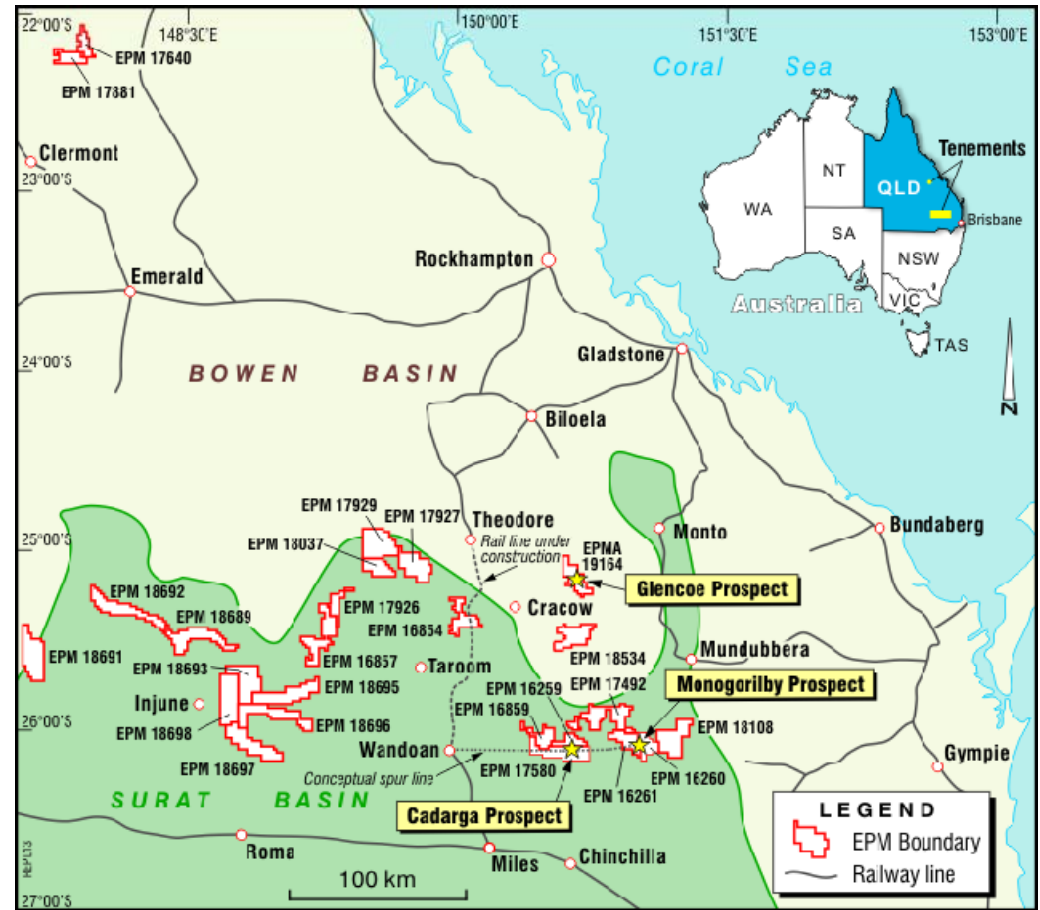 22°00'S
148°30'E
150°00'E
151°30'E
153°00'E
EPM 17640
EPM 17881
Coral Sea
Clermont
23°00'S
Tenements
NT
QLD
WA
Brisbane
SA
NSW
Rockhampton
Emerald
VIC
Australia
TAS
Gladstone
24°00'S
N
BOWEN BASIN
Biloela
EPM 17929
EPM 17927
Theodore
Rail line under
construction
Monto
Bundaberg
25°00'S
EPM 18037
EPMA
19164
Glencoe Prospect
EPM 18692
EPM 17926
Cracow
EPM 18689
EPM 16854
Mundubbera
EPM 18691
EPM 18693
EPM 16857
Taroom
EPM 18534
EPM 18695
EPM 16259
EPM 17492
Monogorilby Prospect
Injune
EPM 16859
26°00'S
EPM 18696
EPM 18108
EPM 18698
Wandoan
Gympie
EPM 18697
Conceptual spur line
EPM 17580
EPM 16260
EPM 16261
SURAT BASIN
Cadarga Prospect
LEGEND
EPM Boundary
Railway line
Roma
Miles
Chinchilla
100 km
27°00'S